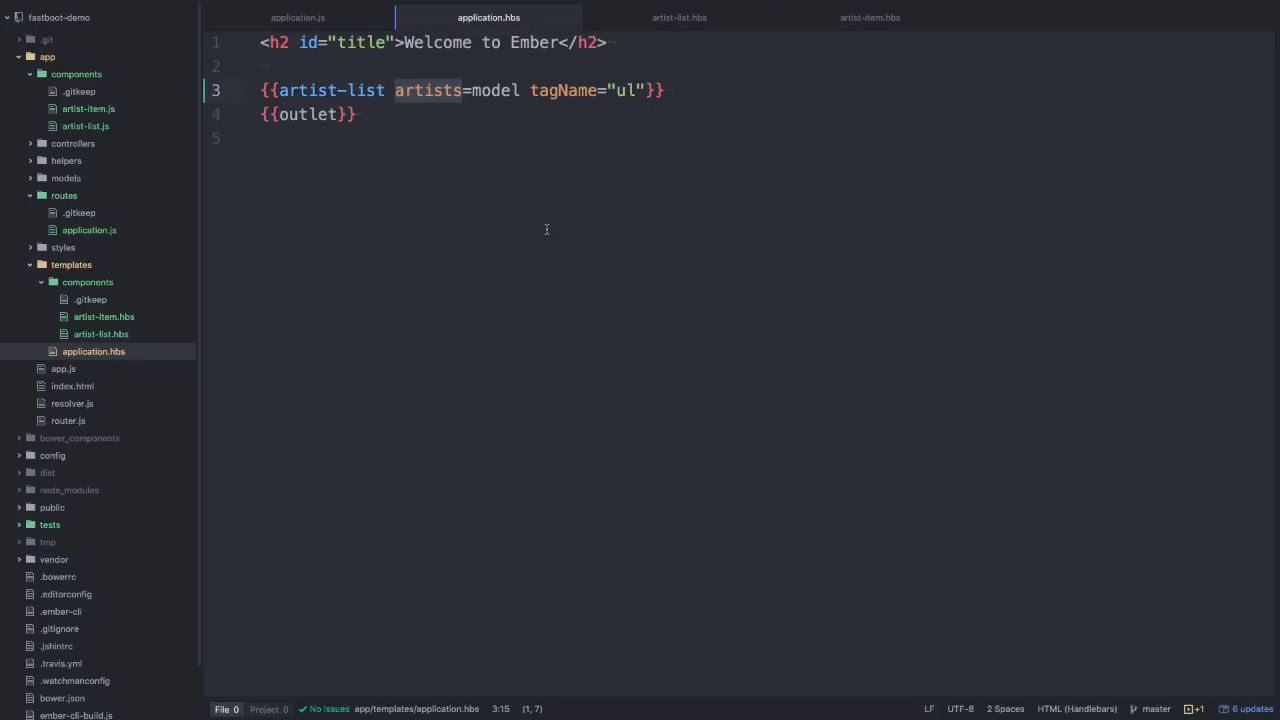 fastboot-demo
.git
app
components
.gitkeep
artist-item.js
artist-list.js
controllers
helpers
models
routes
.gitkeep
application.js
styles
templates
components
.gitkeep
artist-item.hbs
artist-list.hbs
application.hbs
app.js
index.html
resolver.js
router.js
bower_components
config
dist
node_modules
public
tests
tmp
vendor
.bowerrc
.editorconfig
.ember-cli
.gitignore
.jshintrc
.travis.yml
.watchmanconfig
bower.json
ember-cli-build.js
application.js application.hbs artist-list.hbs artist-item.hbs
1 <h2 id="title">Welcome to Ember</h2>
2
3 {{artist-list artists=model tagName="ul"}}
4 {{outlet}}
5
File 0 Project 0 No Issues app/templates/application.hbs 3:15 (1, 7) LF UTF-8 2 Spaces HTML (Handlebars) master +1 6 updates